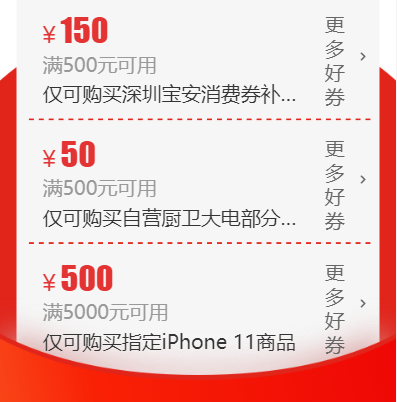 ¥150
满500元可用
仅可购买深圳宝安消费券补...
更多好券
¥50
满500元可用
仅可购买自营厨卫大电部分...
更多好券
¥500
满5000元可用
仅可购买指定iPhone 11商品
更多好券